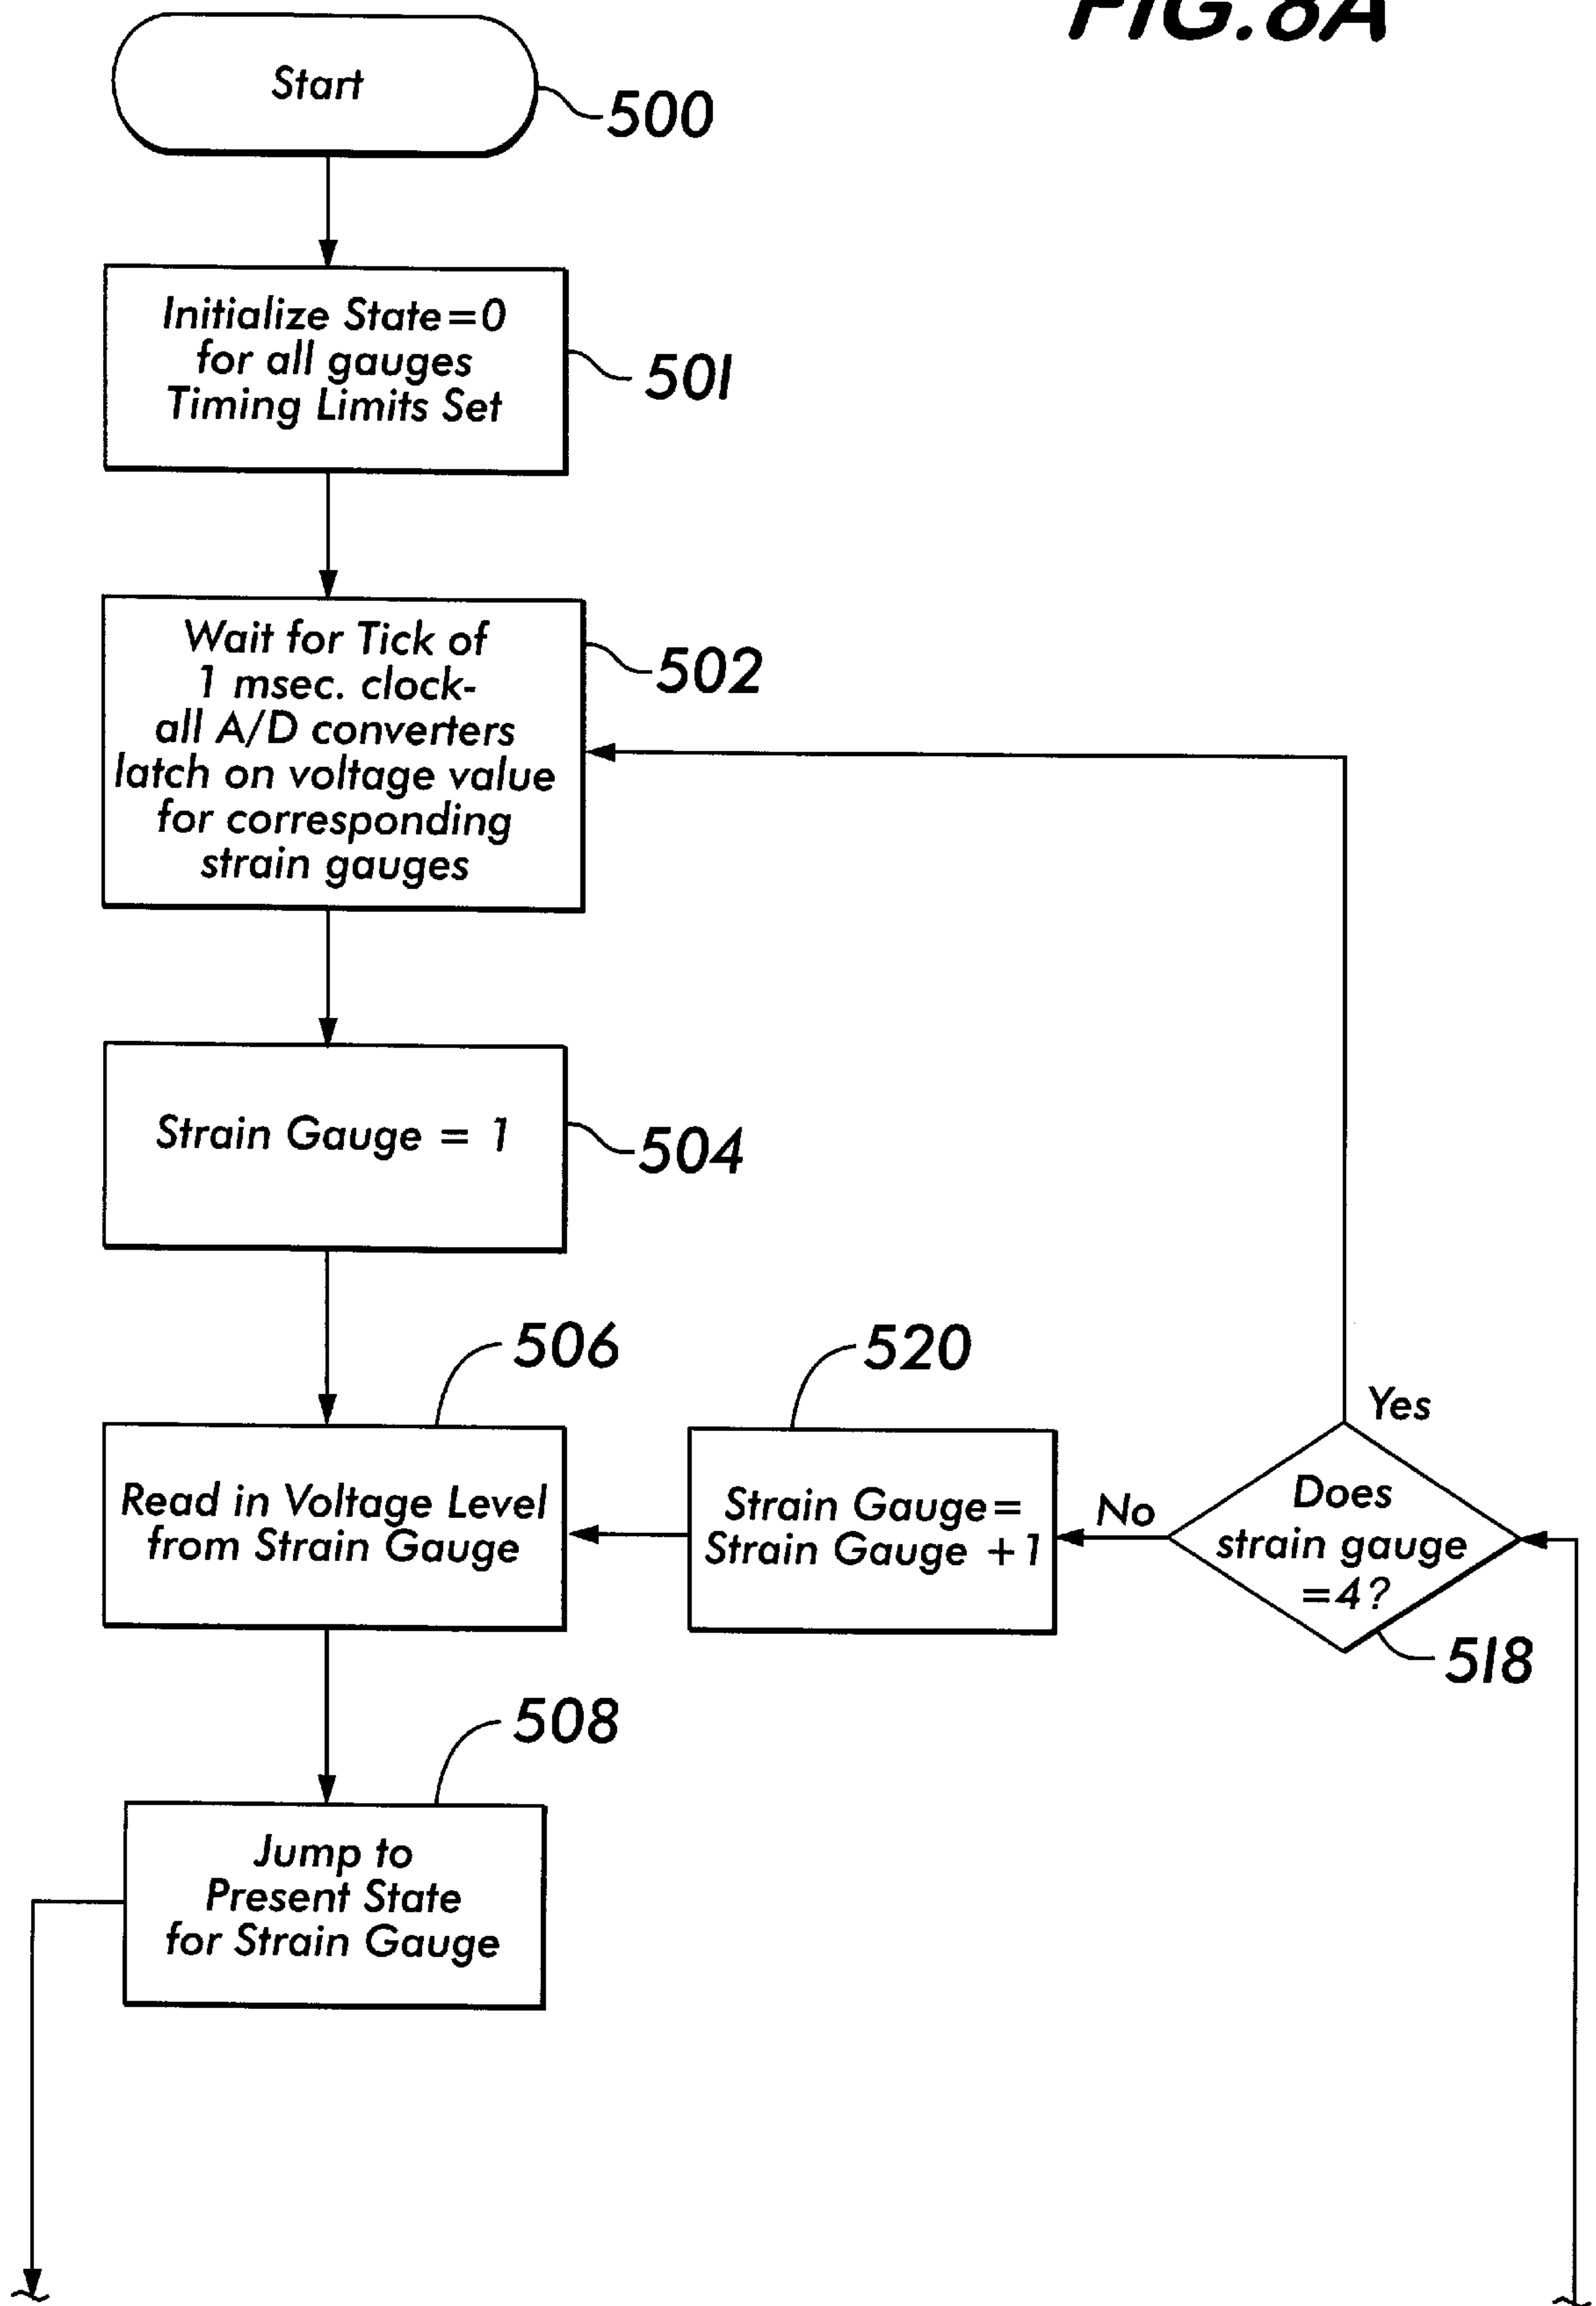 FIG.8A
Start
500
Initialize State=0
for all gauges
Timing Limits Set
501
Wait for Tick of
1 msec. clock-
all A/D converters
latch on voltage value
for corresponding
strain gauges
502
Strain Gauge = 1
504
506
Read in Voltage Level
from Strain Gauge
520
Strain Gauge=
Strain Gauge +1
No
Yes
Does
strain gauge
=4?
518
508
Jump to
Present State
for Strain Gauge